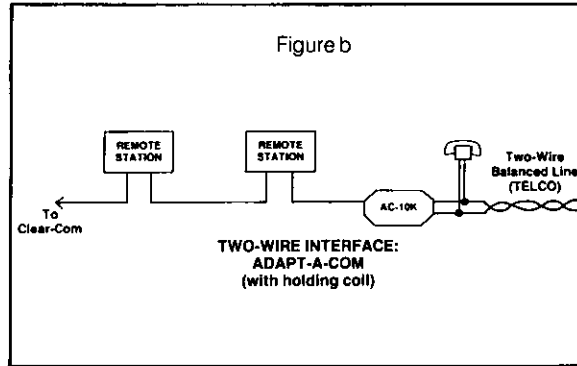 Figure b
REMOTE
STATION
REMOTE
STATION
Two-Wire
Balanced Line
(TELCO)
To
Clear-Com
AC-10K
TWO-WIRE INTERFACE:
ADAPT-A-COM
(with holding coil)